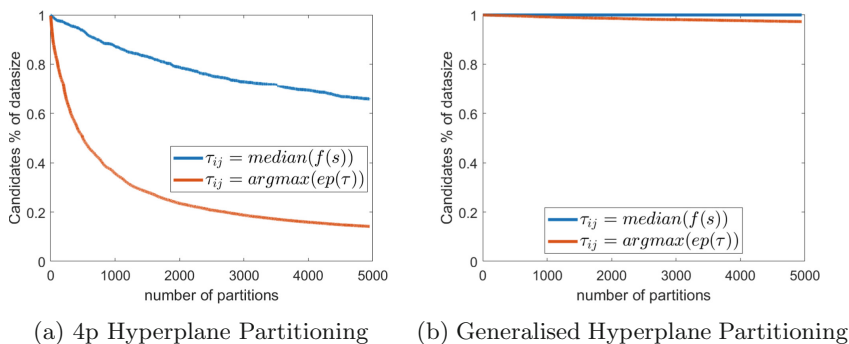 Candidates % of datasize
1
0.8
0.6
0.4
0.2
0
τij = median(f(s))
τij = argmax(ep(τ))
0 1000 2000 3000 4000 5000
number of partitions
(a) 4p Hyperplane Partitioning
Candidates % of datasize
1
0.8
0.6
0.4
0.2
0
τij = median(f(s))
τij = argmax(ep(τ))
0 1000 2000 3000 4000 5000
number of partitions
(b) Generalised Hyperplane Partitioning